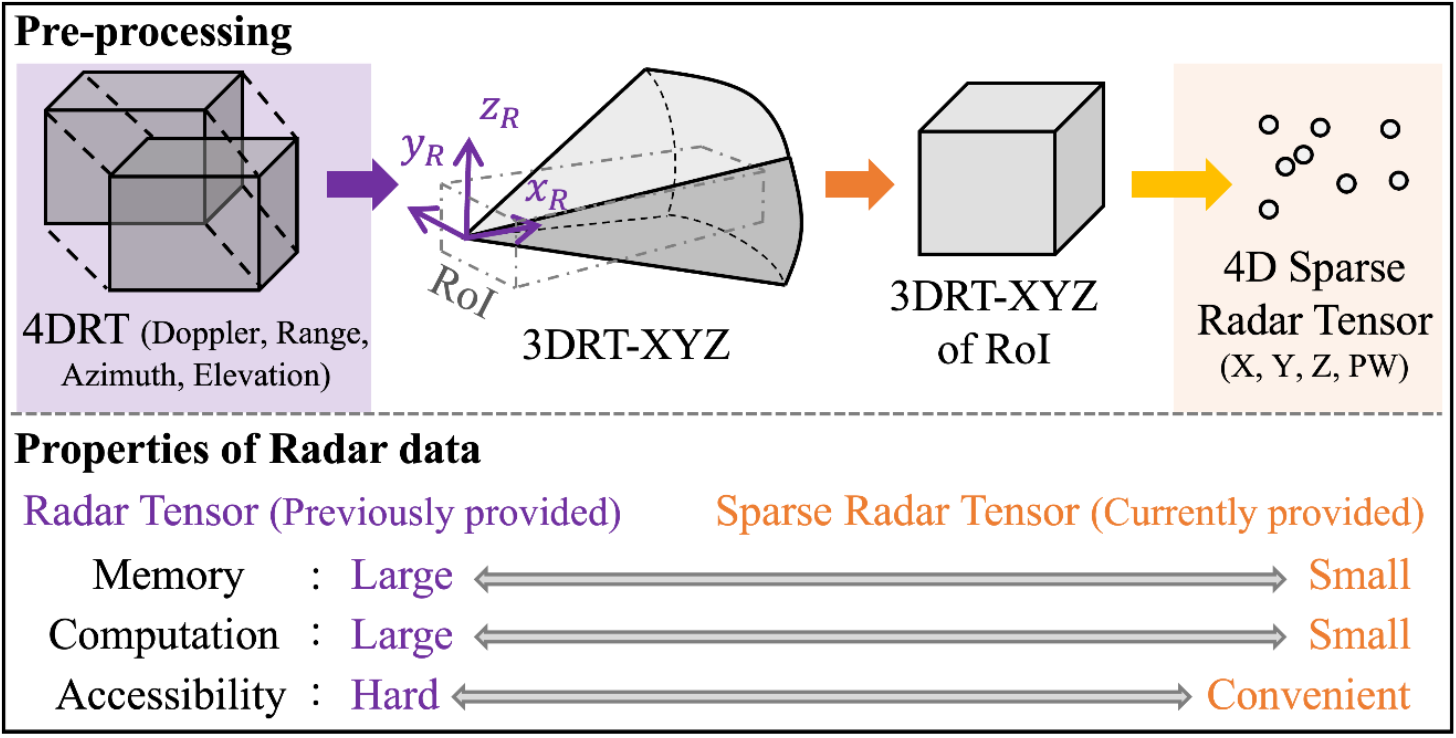 Pre-processing
z_R
y_R
x_R
RoI
4DRT (Doppler, Range,
Azimuth, Elevation)
3DRT-XYZ
3DRT-XYZ
of RoI
4D Sparse
Radar Tensor
(X, Y, Z, PW)
Properties of Radar data
Radar Tensor (Previously provided) Sparse Radar Tensor (Currently provided)
Memory : Large Small
Computation : Large Small
Accessibility : Hard Convenient